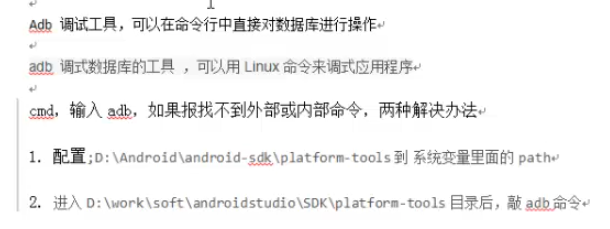 Adb 调试工具，可以在命令行中直接对数据库进行操作
adb 调式数据库的工具 ，可以用 Linux 命令来调式应用程序
cmd，输入 adb，如果报找不到外部或内部命令，两种解决办法
1. 配置;D:\Android\android-sdk\platform-tools 到 系统变量里面的 path
2. 进入 D:\work\soft\androidstudio\SDK\platform-tools 目录后，敲 adb 命令